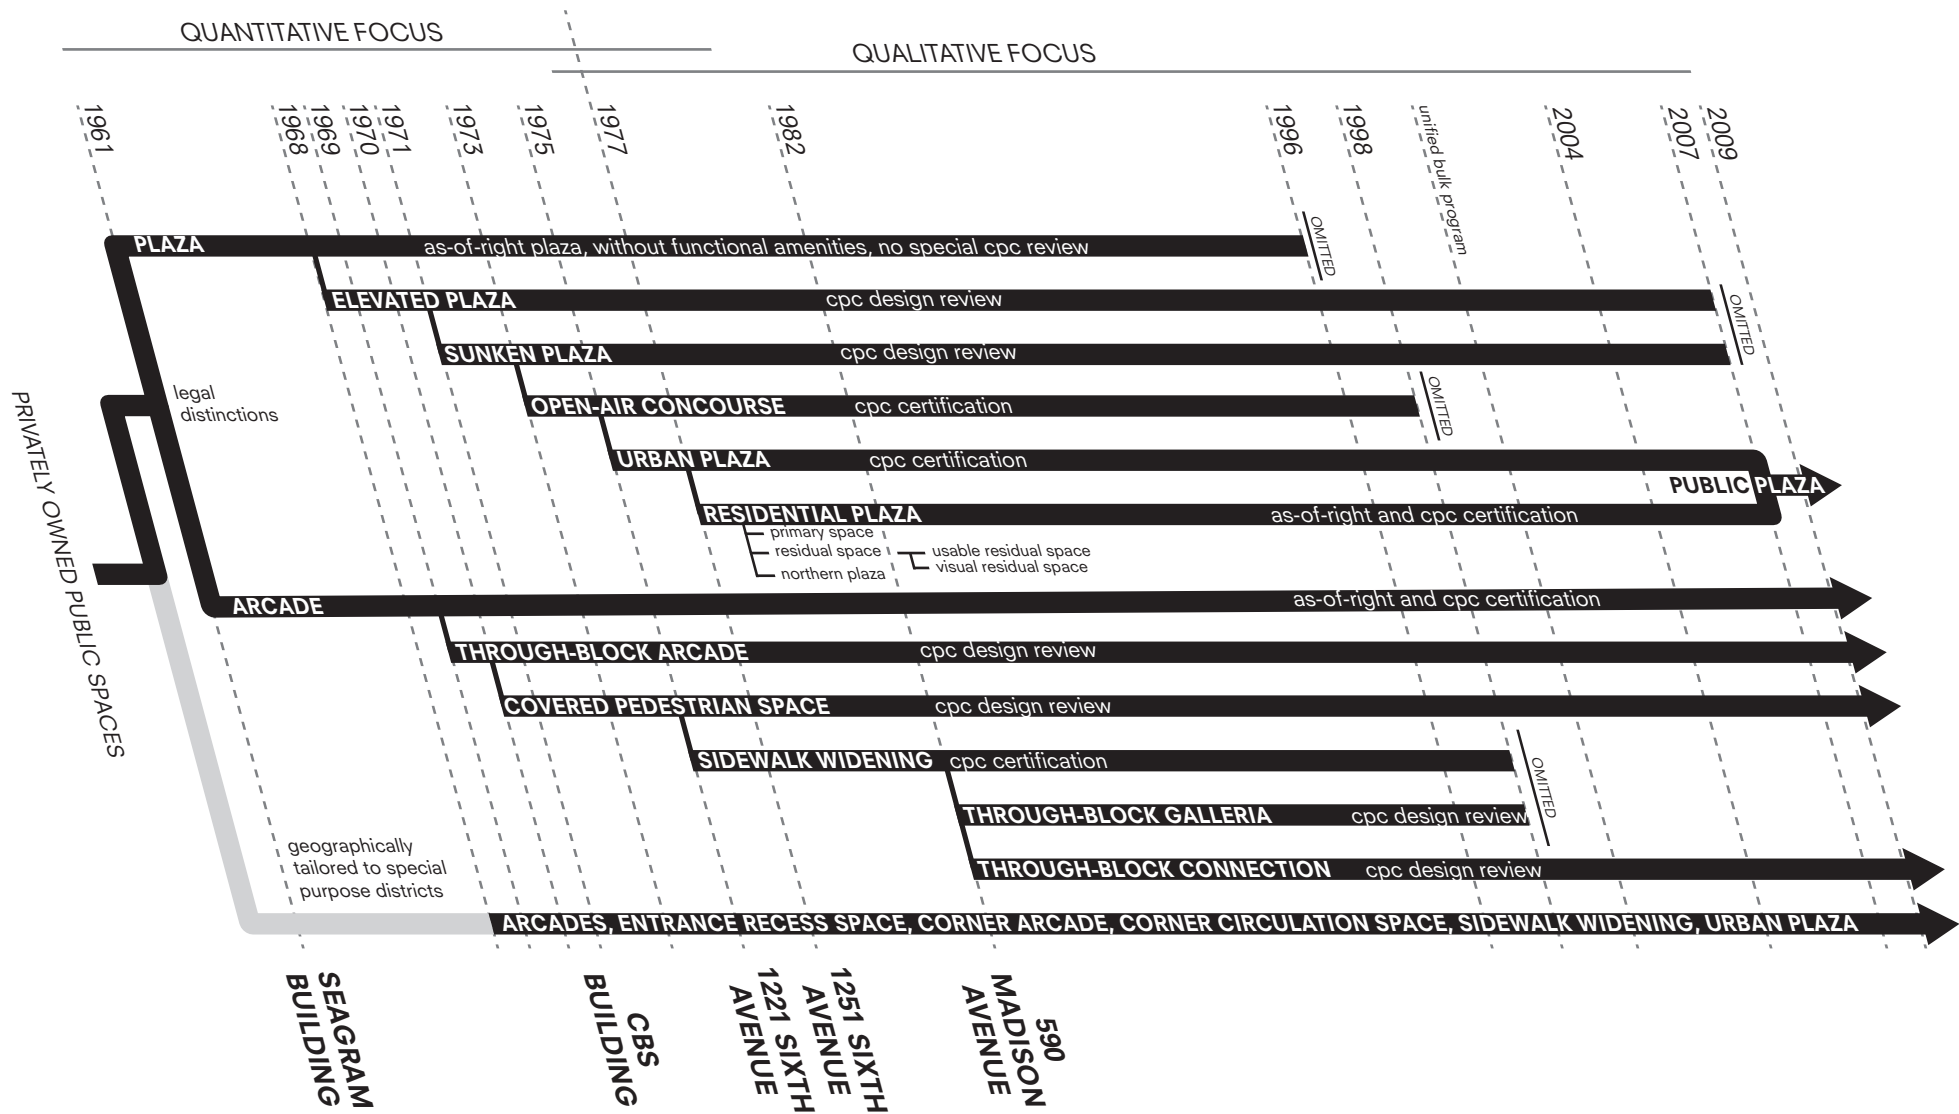 QUANTITATIVE FOCUS
QUALITATIVE FOCUS
1961
1968
1969
1970
1971
1973
1975
1977
1982
1996
1998
unified bulk program
2004
2007
2009
PLAZA
as-of-right plaza, without functional amenities, no special cpc review
OMITTED
ELEVATED PLAZA
cpc design review
OMITTED
SUNKEN PLAZA
cpc design review
legal
distinctions
OPEN-AIR CONCOURSE
cpc certification
OMITTED
URBAN PLAZA
cpc certification
PUBLIC PLAZA
RESIDENTIAL PLAZA
as-of-right and cpc certification
primary space
residual space
usable residual space
visual residual space
northern plaza
PRIVATELY OWNED PUBLIC SPACES
ARCADE
as-of-right and cpc certification
THROUGH-BLOCK ARCADE
cpc design review
COVERED PEDESTRIAN SPACE
cpc design review
SIDEWALK WIDENING
cpc certification
OMITTED
THROUGH-BLOCK GALLERIA
cpc design review
THROUGH-BLOCK CONNECTION
cpc design review
geographically
tailored to special
purpose districts
ARCADES, ENTRANCE RECESS SPACE, CORNER ARCADE, CORNER CIRCULATION SPACE, SIDEWALK WIDENING, URBAN PLAZA
SEAGRAM
BUILDING
CBS
BUILDING
1221 SIXTH
AVENUE
1251 SIXTH
AVENUE
590
MADISON
AVENUE